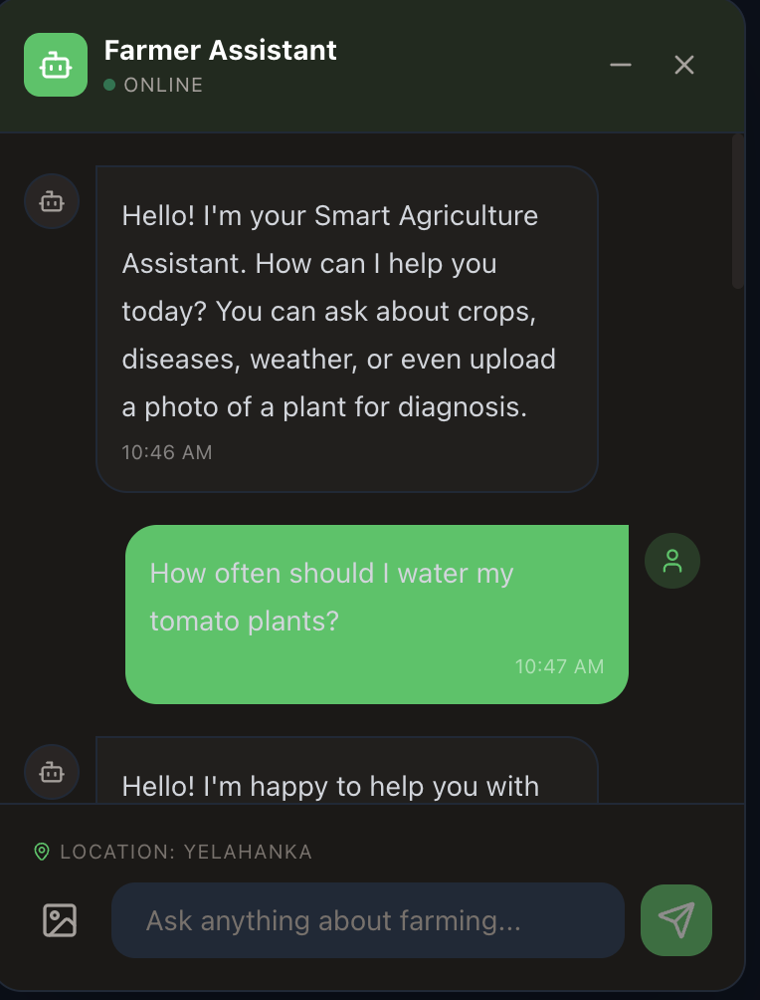 Farmer Assistant
ONLINE
Hello! I'm your Smart Agriculture
Assistant. How can I help you
today? You can ask about crops,
diseases, weather, or even upload
a photo of a plant for diagnosis.
10:46 AM
How often should I water my
tomato plants?
10:47 AM
Hello! I'm happy to help you with
LOCATION: YELAHANKA
Ask anything about farming...